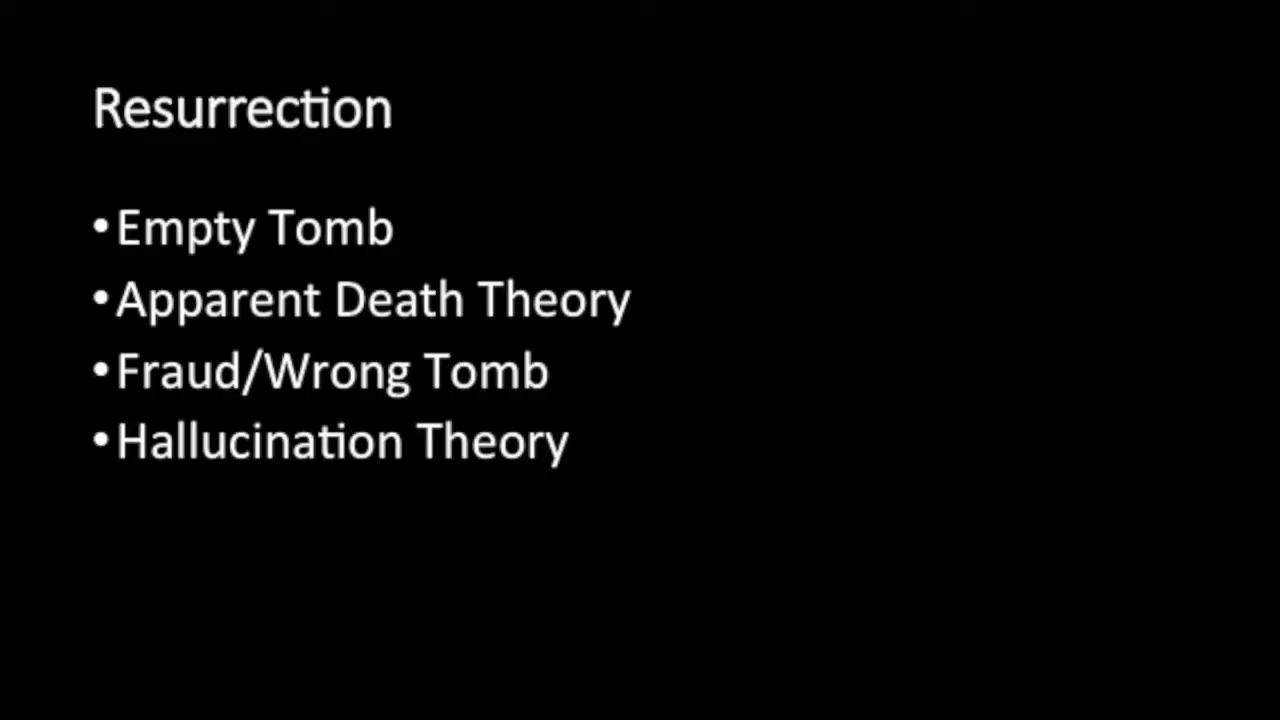 Resurrection
•Empty Tomb
•Apparent Death Theory
•Fraud/Wrong Tomb
•Hallucination Theory